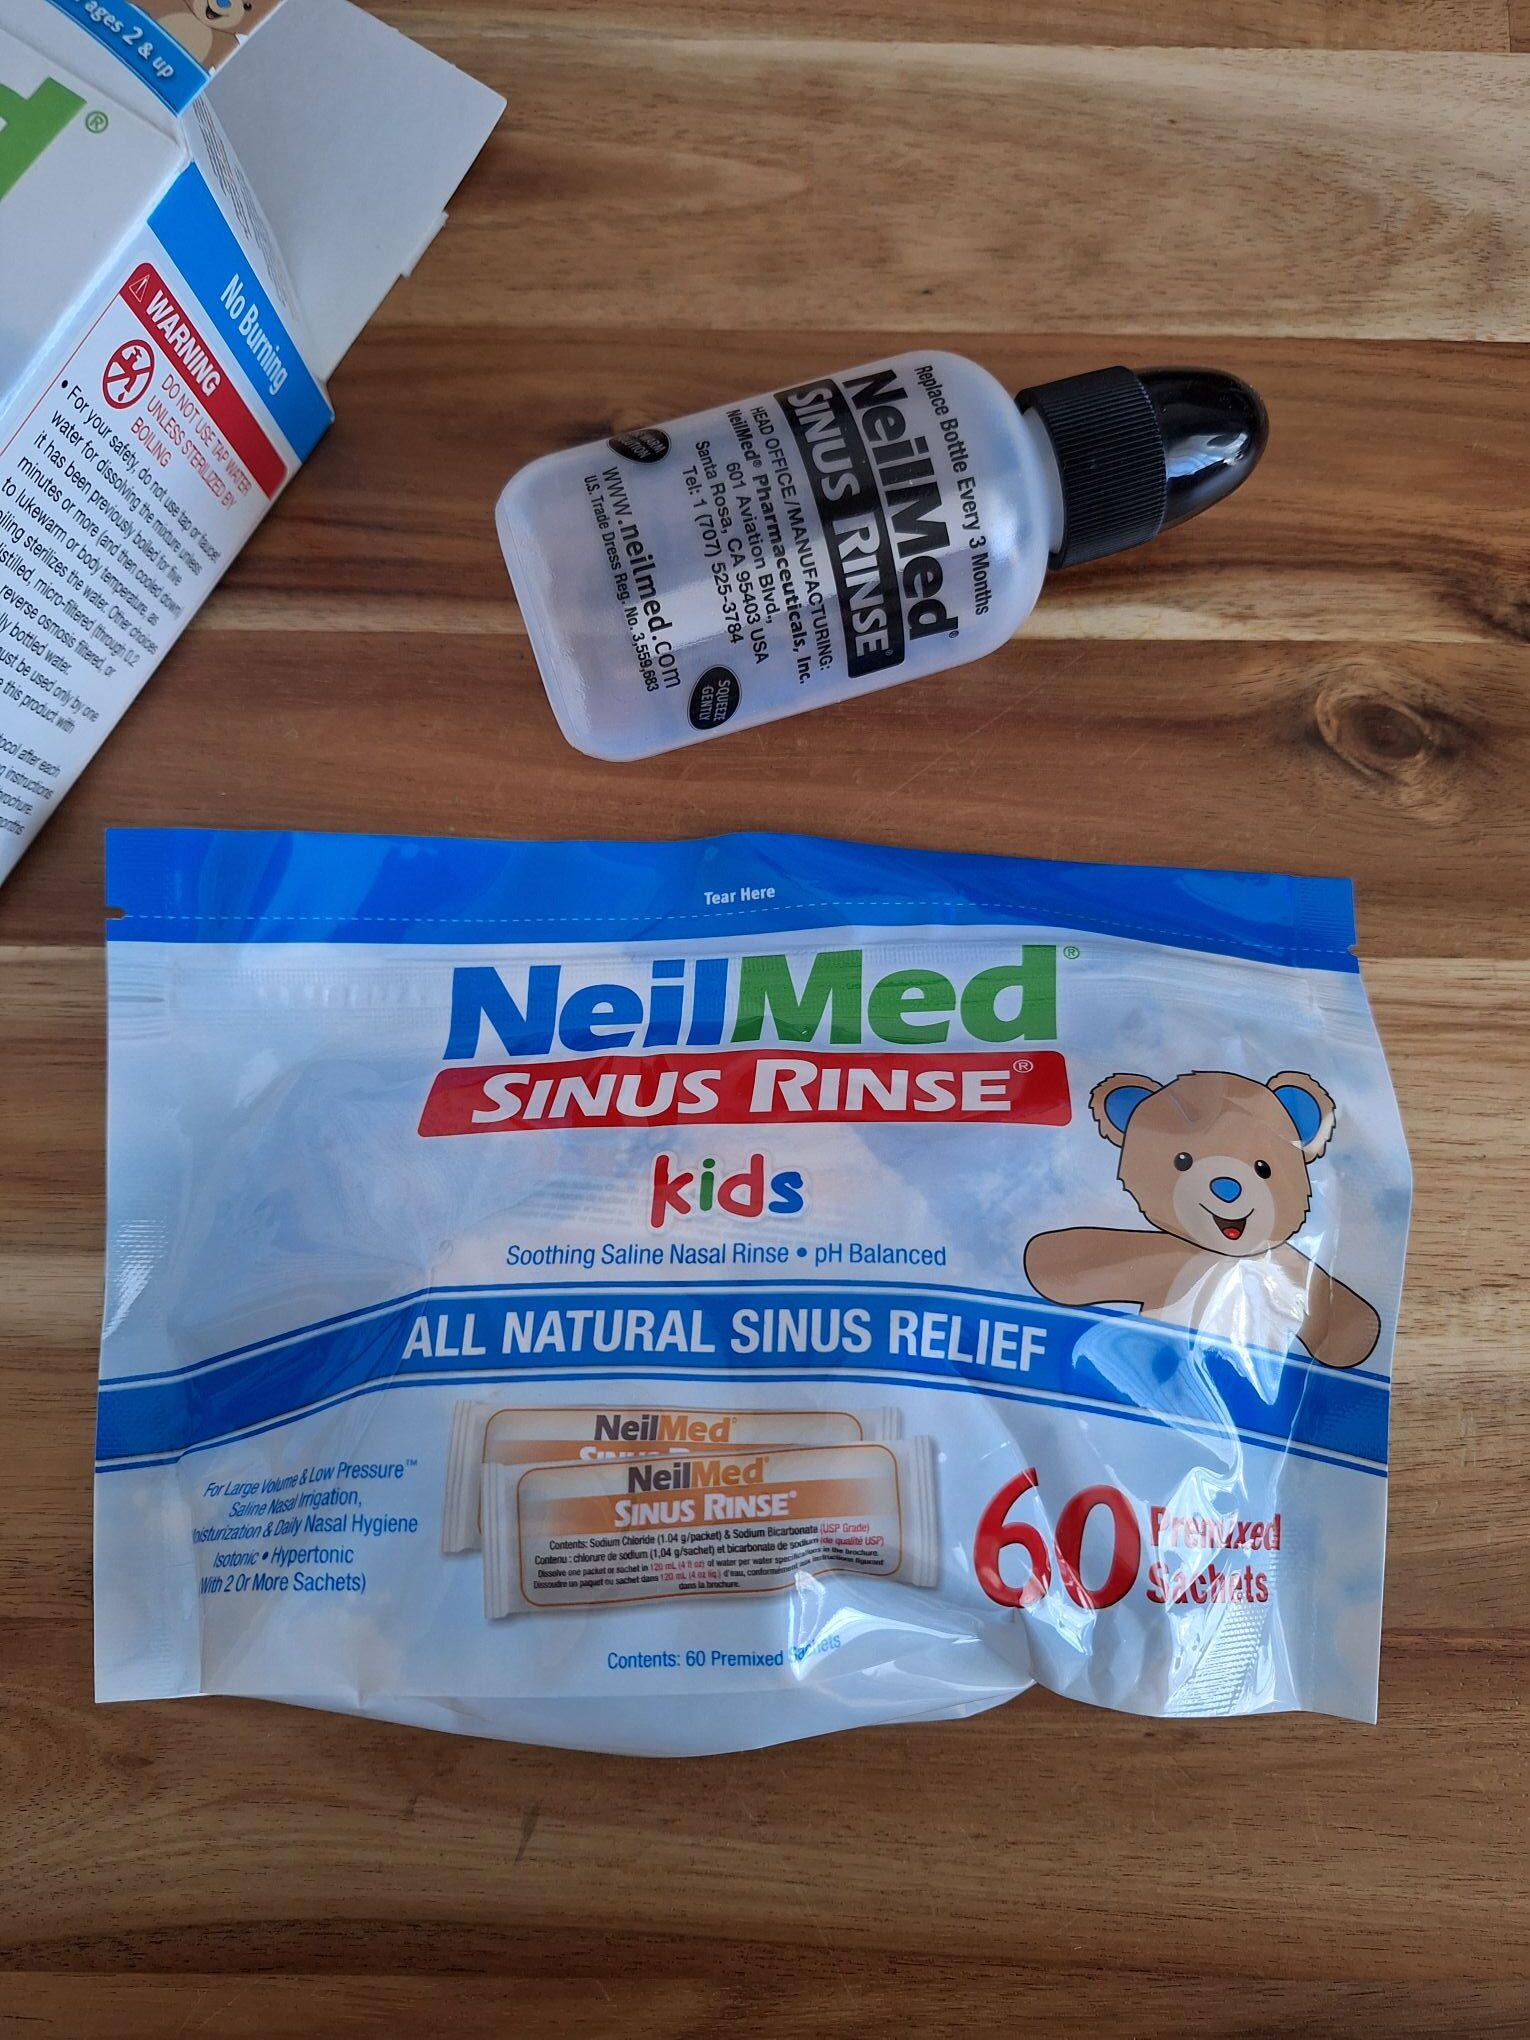 ages 2 & up
®
No Burning
WARNING
DO NOT USE TAP WATER
UNLESS STERILIZED BY
BOILING
• For your safety, do not use tap or faucet
water for dissolving the mixture unless
it has been previously boiled for five
minutes or more (and then cooled down)
to lukewarm or body temperature, as
sterilizes the water. Other choices
micro-filtered (through 0.2
reverse osmosis filtered, or
bottled water.
must be used only by one
this product with
after each
instructions
brochure.
Replace Bottle Every 3 Months
NeilMed®
SINUS RINSE®
HEAD OFFICE/MANUFACTURING:
NeilMed® Pharmaceuticals, Inc.
601 Aviation Blvd.,
Santa Rosa, CA 95403 USA
Tel: 1 (707) 525-3784
www.neilmed.com
U.S. Trade Dress Reg. No. 3,559,683
SQUEEZE
GENTLY
Tear Here
NeilMed®
SINUS RINSE®
kids
Soothing Saline Nasal Rinse • pH Balanced
ALL NATURAL SINUS RELIEF
For Large Volume & Low Pressure™
Saline Nasal Irrigation,
& Daily Nasal Hygiene
Isotonic • Hypertonic
(With 2 Or More Sachets)
NeilMed®
NeilMed®
SINUS RINSE®
Contents: Sodium Chloride (1.04 g/packet) & Sodium Bicarbonate (USP Grade)
Contenu : chlorure de sodium (1,04 g/sachet) et bicarbonate de sodium (de qualité USP)
Dissolve one packet or sachet in 120 mL (4 fl oz) of water per water specifications in the brochure.
Dissoudre un paquet ou sachet dans 120 mL (4 oz liq.) d'eau, conformément aux instructions figurant
dans la brochure.
60 Premixed
Sachets
Contents: 60 Premixed Sachets